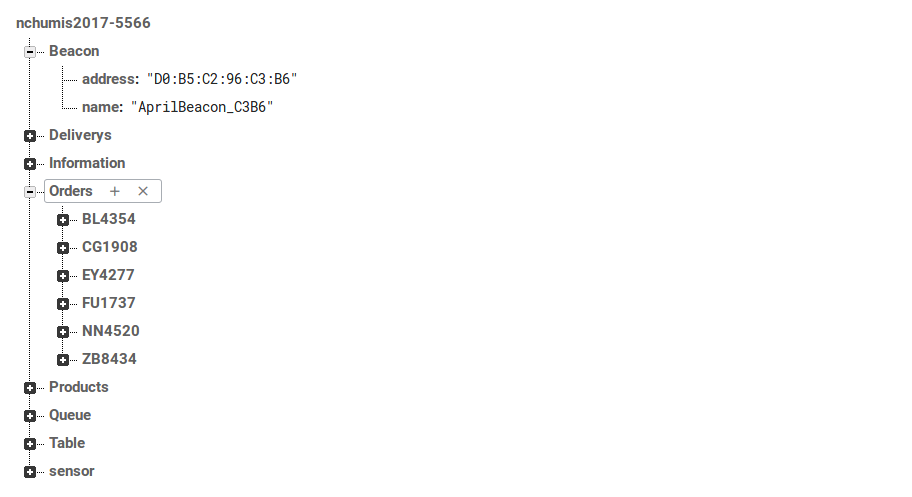 nchumis2017-5566
Beacon
address: "D0:B5:C2:96:C3:B6"
name: "AprilBeacon_C3B6"
Deliverys
Information
Orders + ×
BL4354
CG1908
EY4277
FU1737
NN4520
ZB8434
Products
Queue
Table
sensor